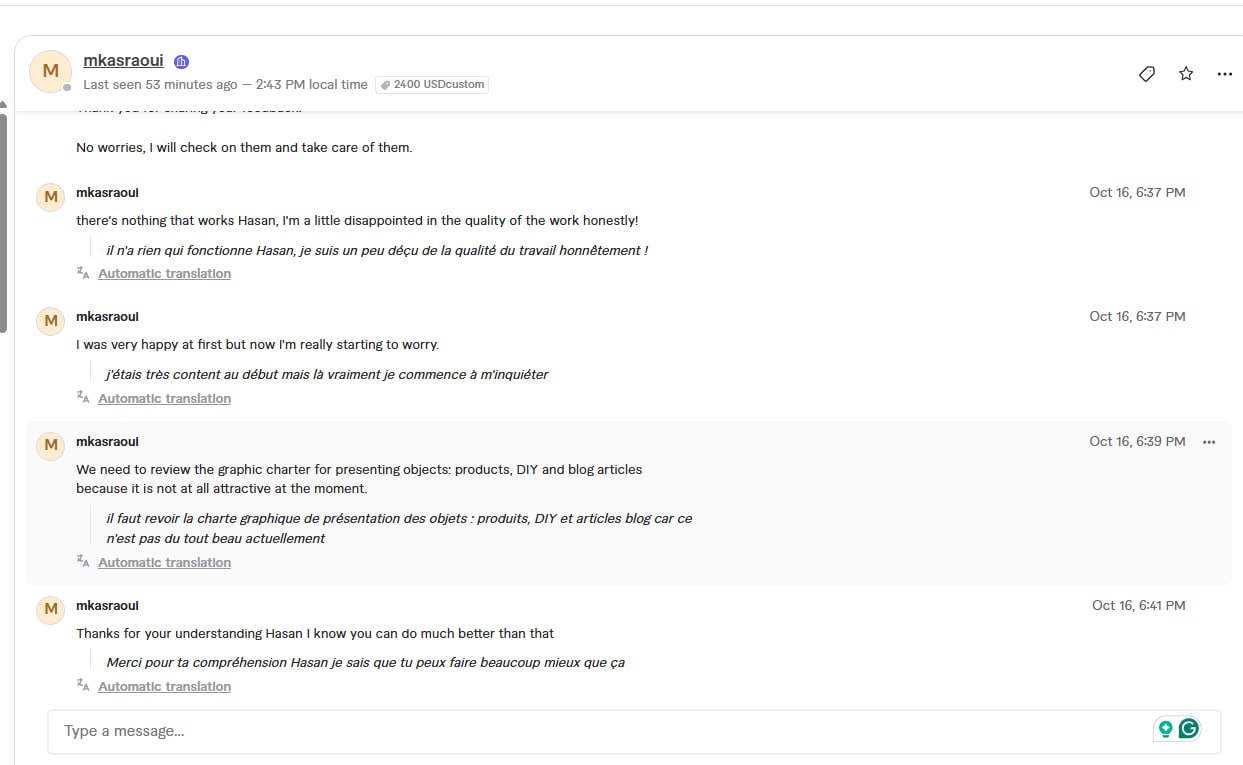 M
mkasraoui
Last seen 53 minutes ago — 2:43 PM local time 2400 USDcustom
Thank you for sharing your feedback.
No worries, I will check on them and take care of them.
M
mkasraoui Oct 16, 6:37 PM
there's nothing that works Hasan, I'm a little disappointed in the quality of the work honestly!
il n'a rien qui fonctionne Hasan, je suis un peu déçu de la qualité du travail honnêtement !
Automatic translation
M
mkasraoui Oct 16, 6:37 PM
I was very happy at first but now I'm really starting to worry.
j'étais très content au début mais là vraiment je commence à m'inquiéter
Automatic translation
M
mkasraoui Oct 16, 6:39 PM
We need to review the graphic charter for presenting objects: products, DIY and blog articles
because it is not at all attractive at the moment.
il faut revoir la charte graphique de présentation des objets : produits, DIY et articles blog car ce
n'est pas du tout beau actuellement
Automatic translation
M
mkasraoui Oct 16, 6:41 PM
Thanks for your understanding Hasan I know you can do much better than that
Merci pour ta compréhension Hasan je sais que tu peux faire beaucoup mieux que ça
Automatic translation
Type a message...